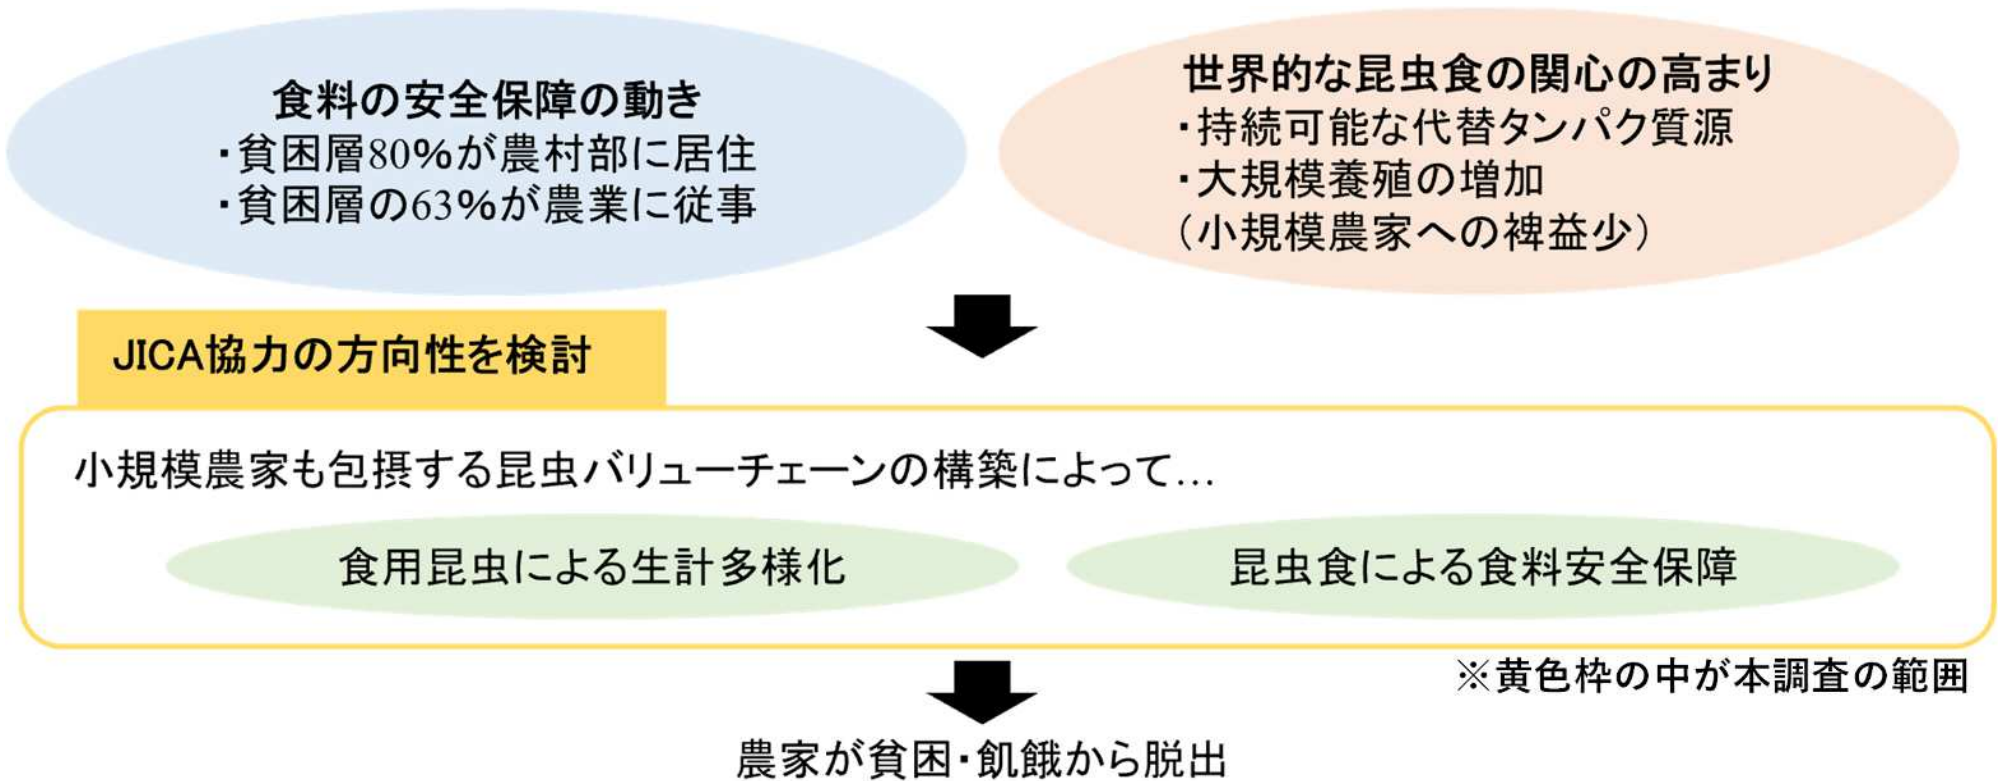 食料の安全保障の動き
・貧困層80%が農村部に居住
・貧困層の63%が農業に従事
世界的な昆虫食の関心の高まり
・持続可能な代替タンパク質源
・大規模養殖の増加
(小規模農家への裨益少)
JICA協力の方向性を検討
小規模農家も包摂する昆虫バリューチェーンの構築によって…
食用昆虫による生計多様化
昆虫食による食料安全保障
※黄色枠の中が本調査の範囲
農家が貧困・飢餓から脱出